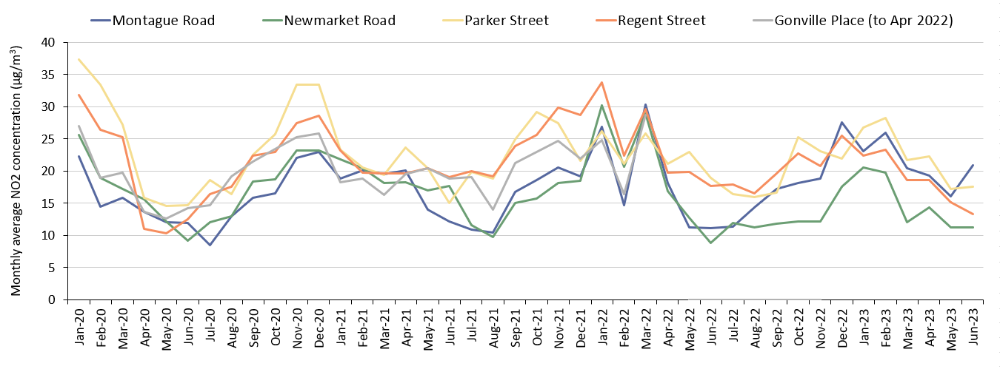 Montague Road Newmarket Road Parker Street Regent Street Gonville Place (to Apr 2022)
Monthly average NO2 concentration (µg/m³)
40
35
30
25
20
15
10
5
0
Jan-20
Feb-20
Mar-20
Apr-20
May-20
Jun-20
Jul-20
Aug-20
Sep-20
Oct-20
Nov-20
Dec-20
Jan-21
Feb-21
Mar-21
Apr-21
May-21
Jun-21
Jul-21
Aug-21
Sep-21
Oct-21
Nov-21
Dec-21
Jan-22
Feb-22
Mar-22
Apr-22
May-22
Jun-22
Jul-22
Aug-22
Sep-22
Oct-22
Nov-22
Dec-22
Jan-23
Feb-23
Mar-23
Apr-23
May-23
Jun-23